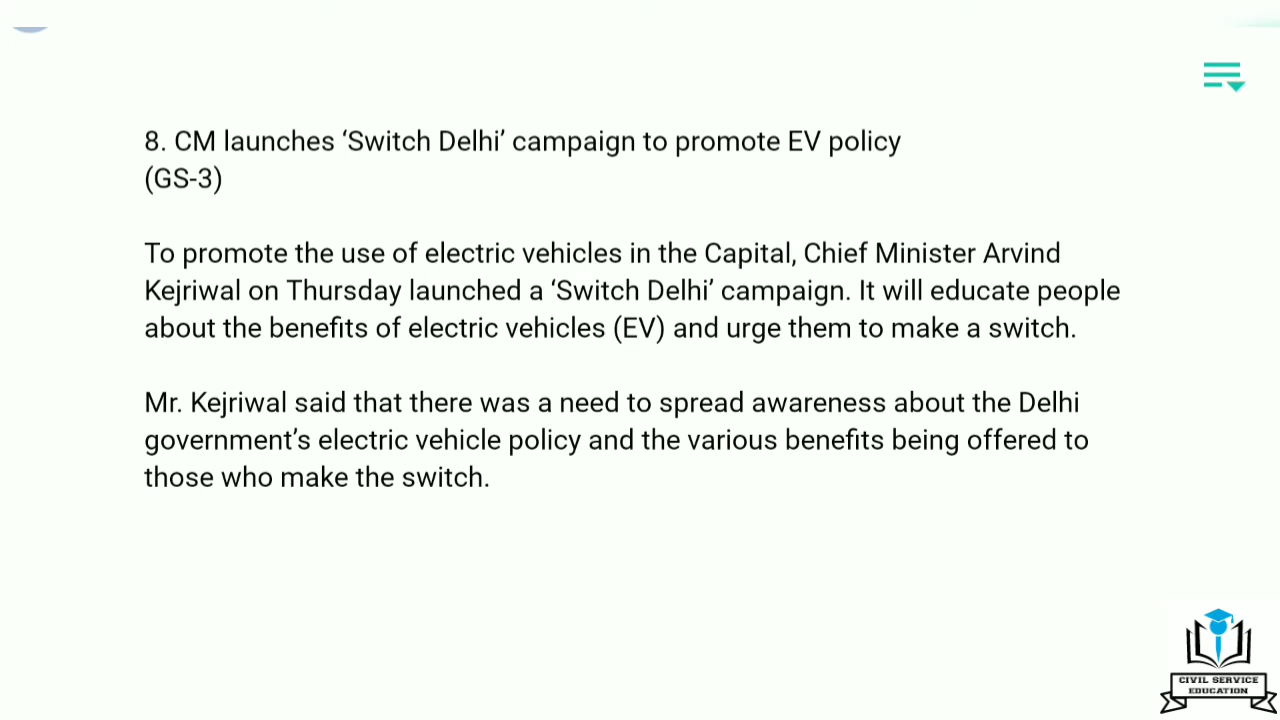 8. CM launches ‘Switch Delhi’ campaign to promote EV policy
(GS-3)
To promote the use of electric vehicles in the Capital, Chief Minister Arvind
Kejriwal on Thursday launched a ‘Switch Delhi’ campaign. It will educate people
about the benefits of electric vehicles (EV) and urge them to make a switch.
Mr. Kejriwal said that there was a need to spread awareness about the Delhi
government’s electric vehicle policy and the various benefits being offered to
those who make the switch.
CIVIL SERVICE
EDUCATION